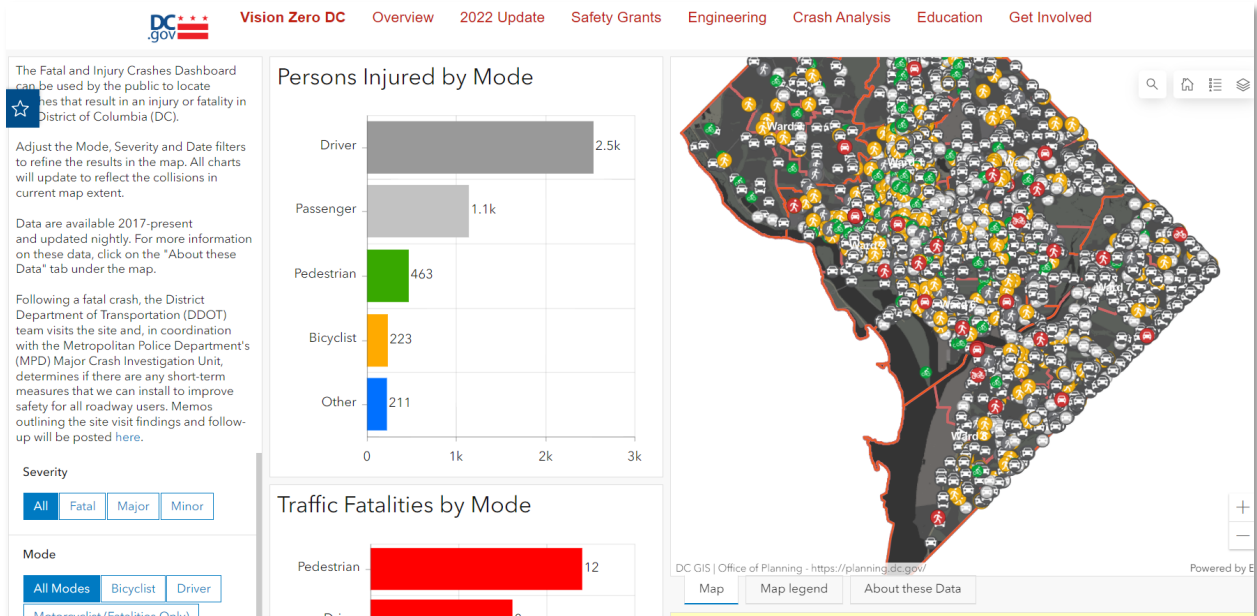 DC
.gov
Vision Zero DC
Overview
2022 Update
Safety Grants
Engineering
Crash Analysis
Education
Get Involved
The Fatal and Injury Crashes Dashboard
can be used by the public to locate
hes that result in an injury or fatality in
District of Columbia (DC).
Adjust the Mode, Severity and Date filters
to refine the results in the map. All charts
will update to reflect the collisions in
current map extent.
Data are available 2017-present
and updated nightly. For more information
on these data, click on the "About these
Data" tab under the map.
Following a fatal crash, the District
Department of Transportation (DDOT)
team visits the site and, in coordination
with the Metropolitan Police Department's
(MPD) Major Crash Investigation Unit,
determines if there are any short-term
measures that we can install to improve
safety for all roadway users. Memos
outlining the site visit findings and follow-
up will be posted here.
Severity
All
Fatal
Major
Minor
Mode
All Modes
Bicyclist
Driver
Motorcyclist (Fatalities Only)
Persons Injured by Mode
Driver
2.5k
Passenger
1.1k
Pedestrian
463
Bicyclist
223
Other
211
0
1k
2k
3k
Traffic Fatalities by Mode
Pedestrian
12
Ward 2
Ward 7
Ward 8
DC GIS | Office of Planning - https://planning.dc.gov/
Powered by E
Map
Map legend
About these Data